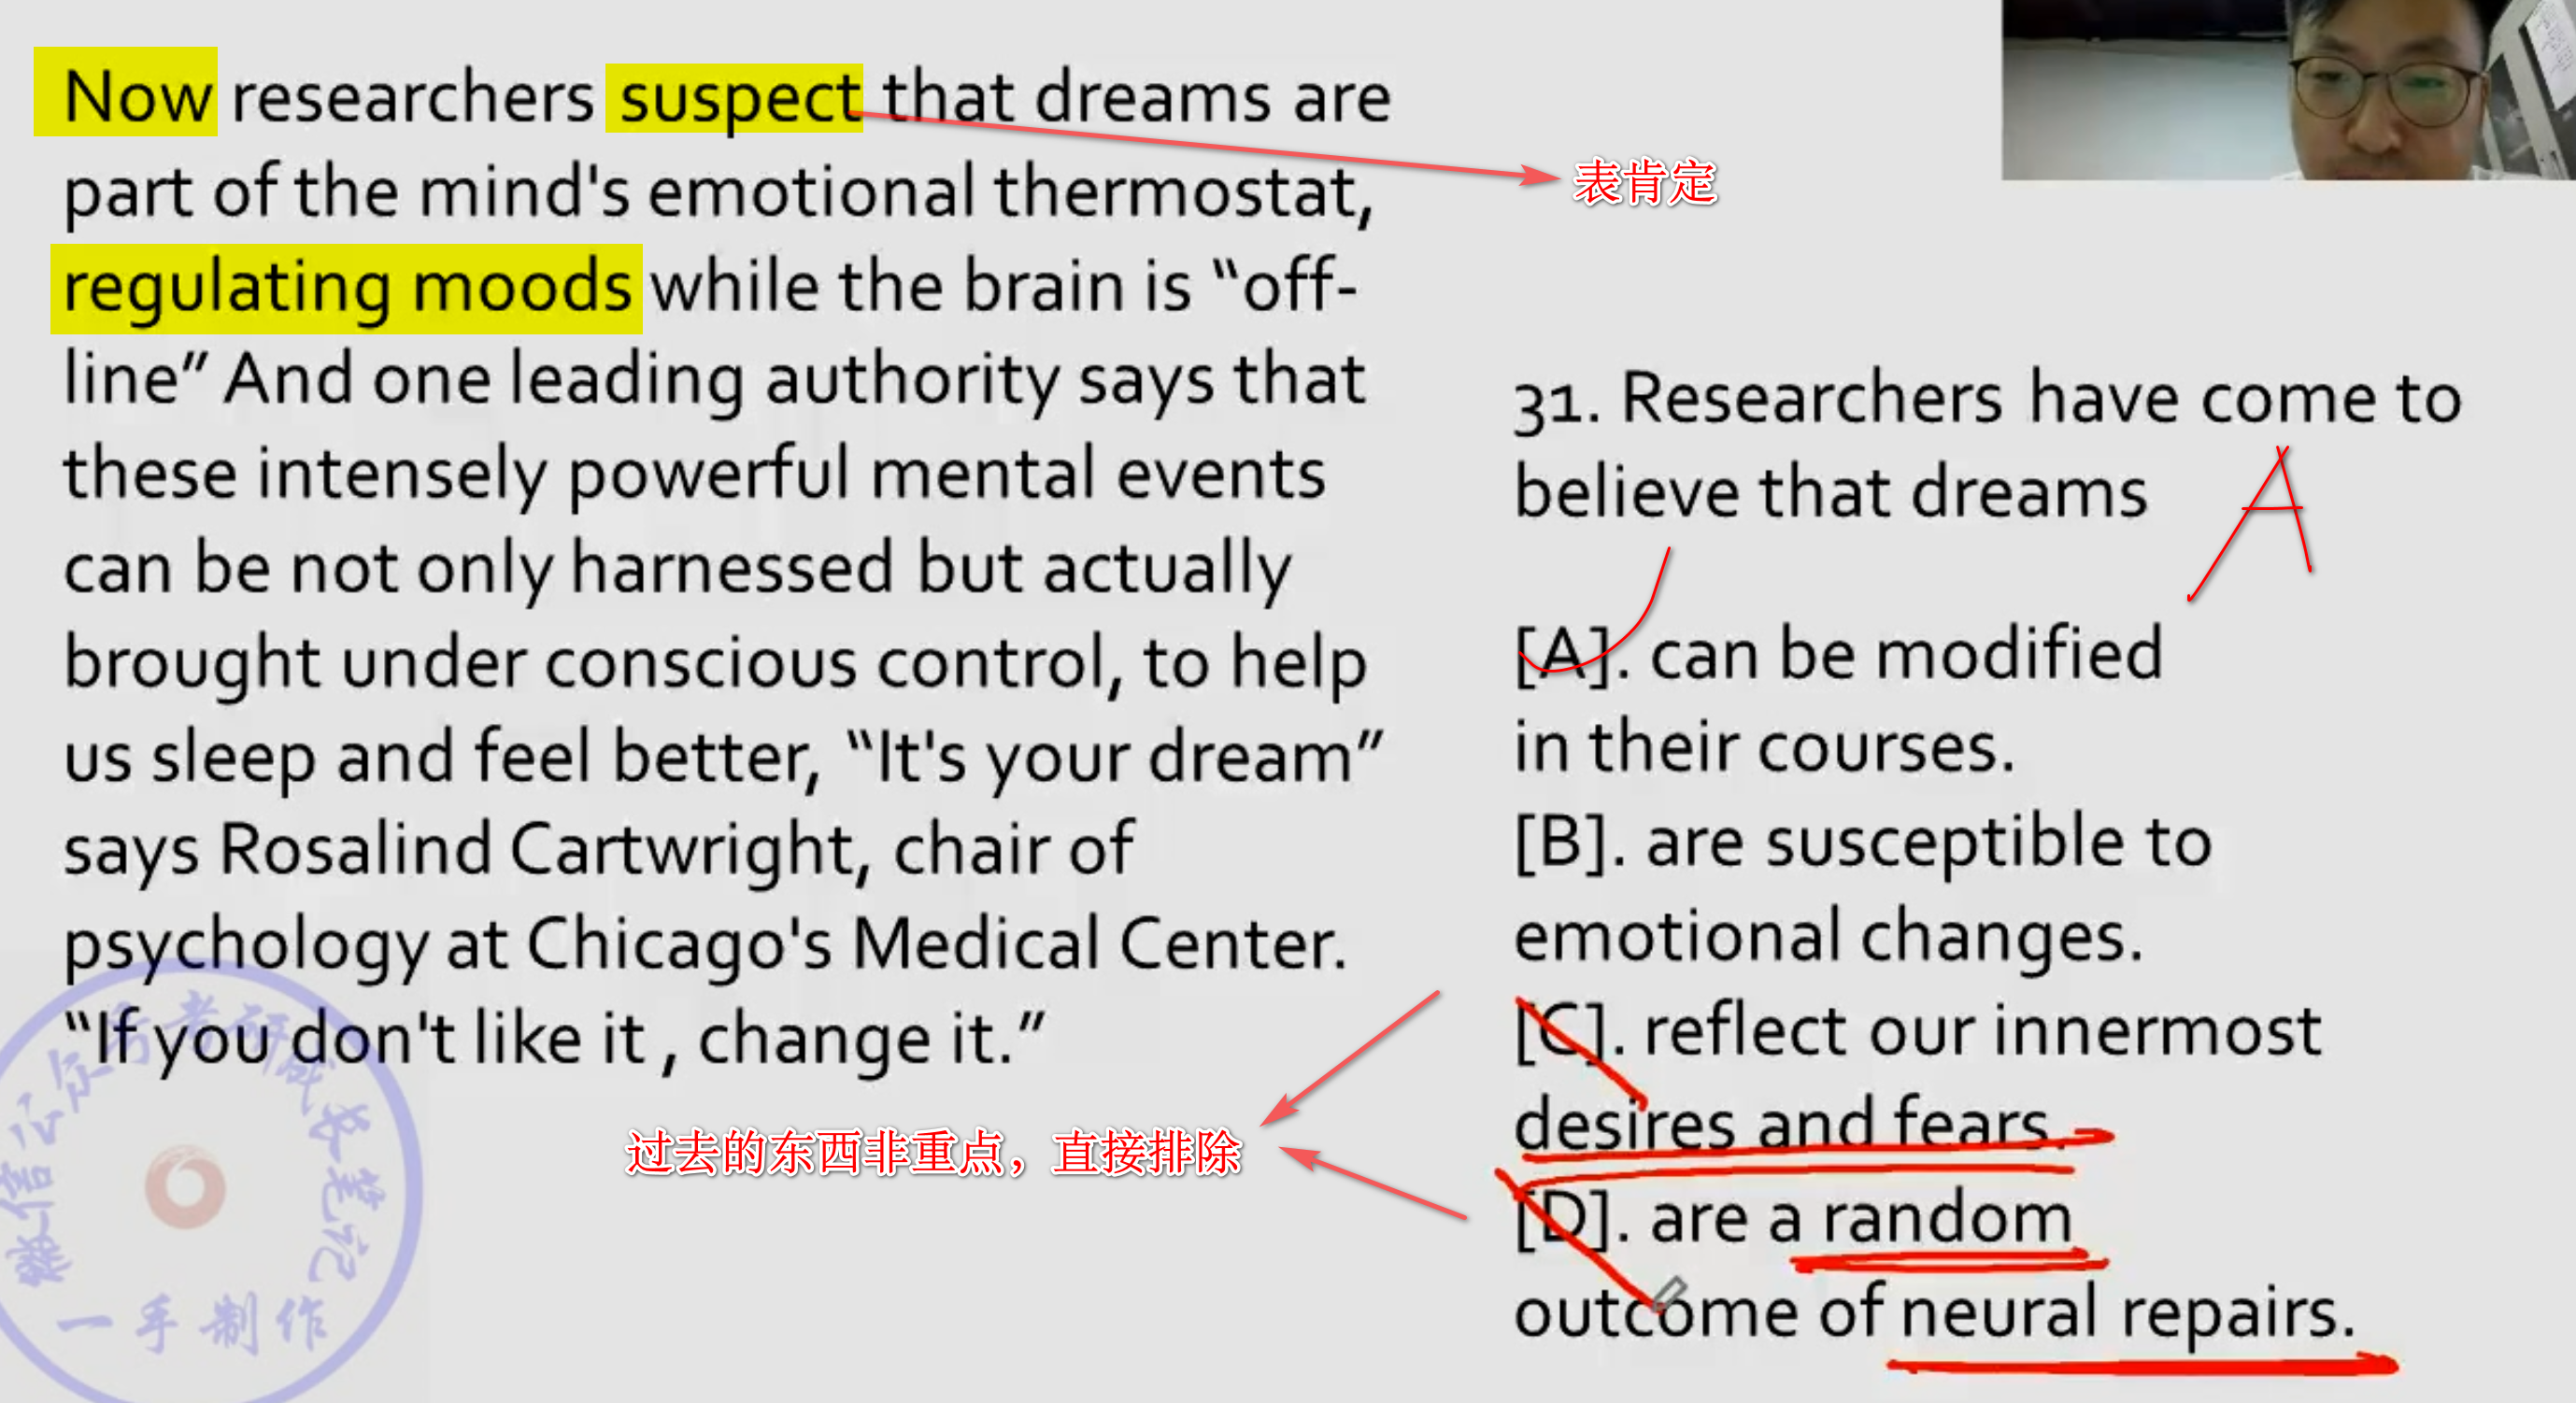 Now researchers suspect that dreams are
part of the mind's emotional thermostat,
regulating moods while the brain is “off-
line” And one leading authority says that
these intensely powerful mental events
can be not only harnessed but actually
brought under conscious control, to help
us sleep and feel better, “It's your dream”
says Rosalind Cartwright, chair of
psychology at Chicago's Medical Center.
“If you don't like it , change it.”
表肯定
过去的东西非重点，直接排除
31. Researchers have come to
believe that dreams
A
[A]. can be modified
in their courses.
[B]. are susceptible to
emotional changes.
[C]. reflect our innermost
desires and fears.
[D]. are a random
outcome of neural repairs.
一手制作